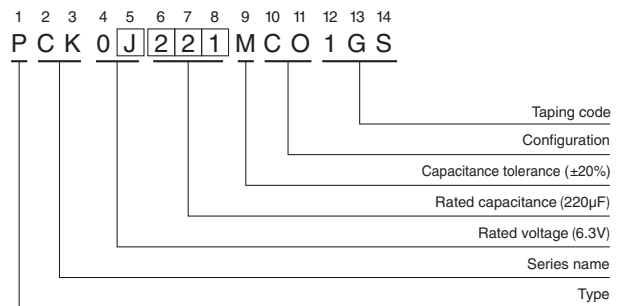 1 2 3 4 5 6 7 8 9 10 11 12 13 14
P C K 0 J 2 2 1 M C O 1 G S
Taping code
Configuration
Capacitance tolerance (±20%)
Rated capacitance (220µF)
Rated voltage (6.3V)
Series name
Type